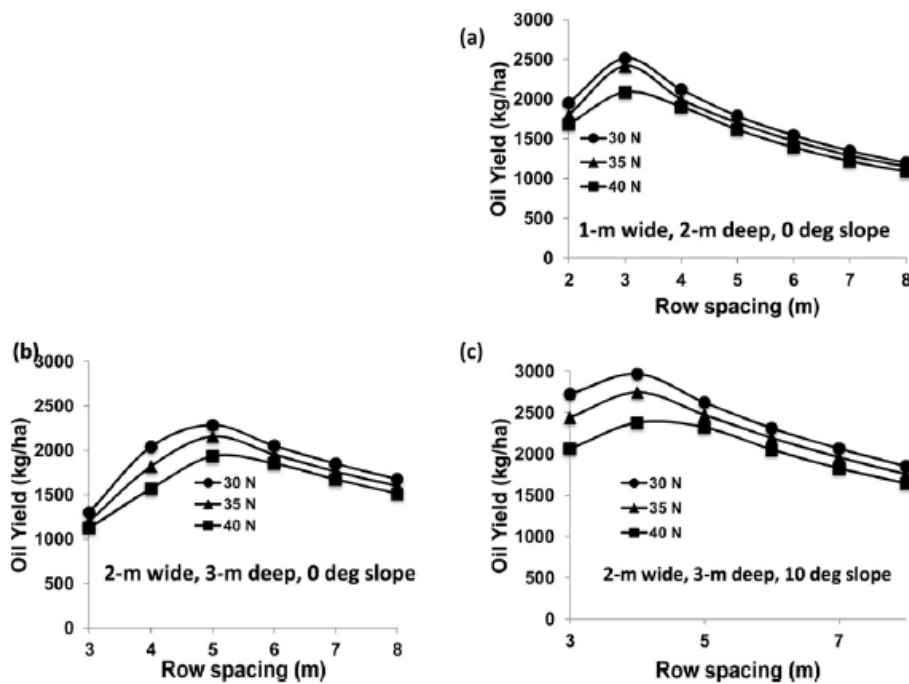 (a)
Oil Yield (kg/ha)
3000
2500
2000
1500
1000
500
0
30 N
35 N
40 N
1-m wide, 2-m deep, 0 deg slope
2 3 4 5 6 7 8
Row spacing (m)
(b)
Oil Yield (kg/ha)
3000
2500
2000
1500
1000
500
0
30 N
35 N
40 N
2-m wide, 3-m deep, 0 deg slope
3 4 5 6 7 8
Row spacing (m)
(c)
Oil Yield (kg/ha)
3000
2500
2000
1500
1000
500
0
30 N
35 N
40 N
2-m wide, 3-m deep, 10 deg slope
3 5 7
Row spacing (m)